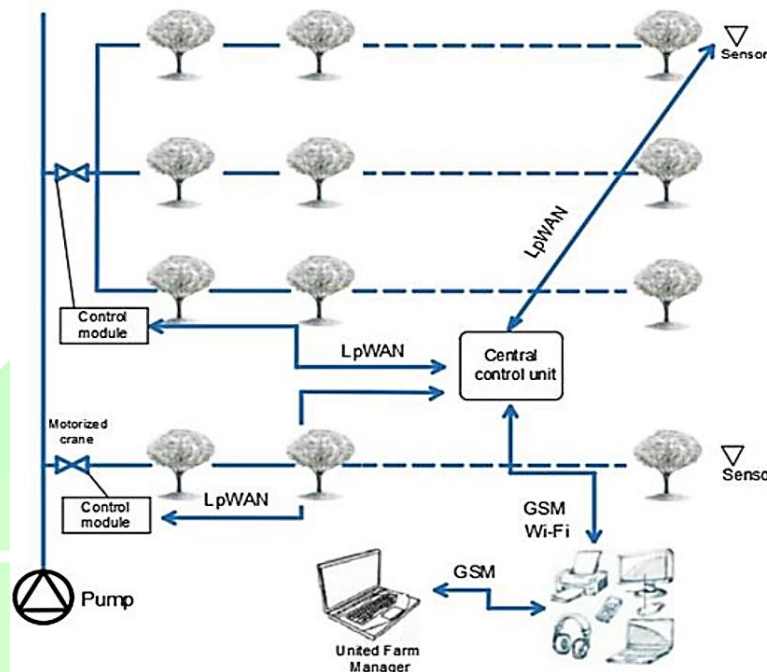 Sensor
LpWAN
Control
module
LpWAN
Central
control unit
Motorized
crane
LpWAN
Control
module
Senso
GSM
Wi-Fi
Pump
GSM
United Farm
Manager